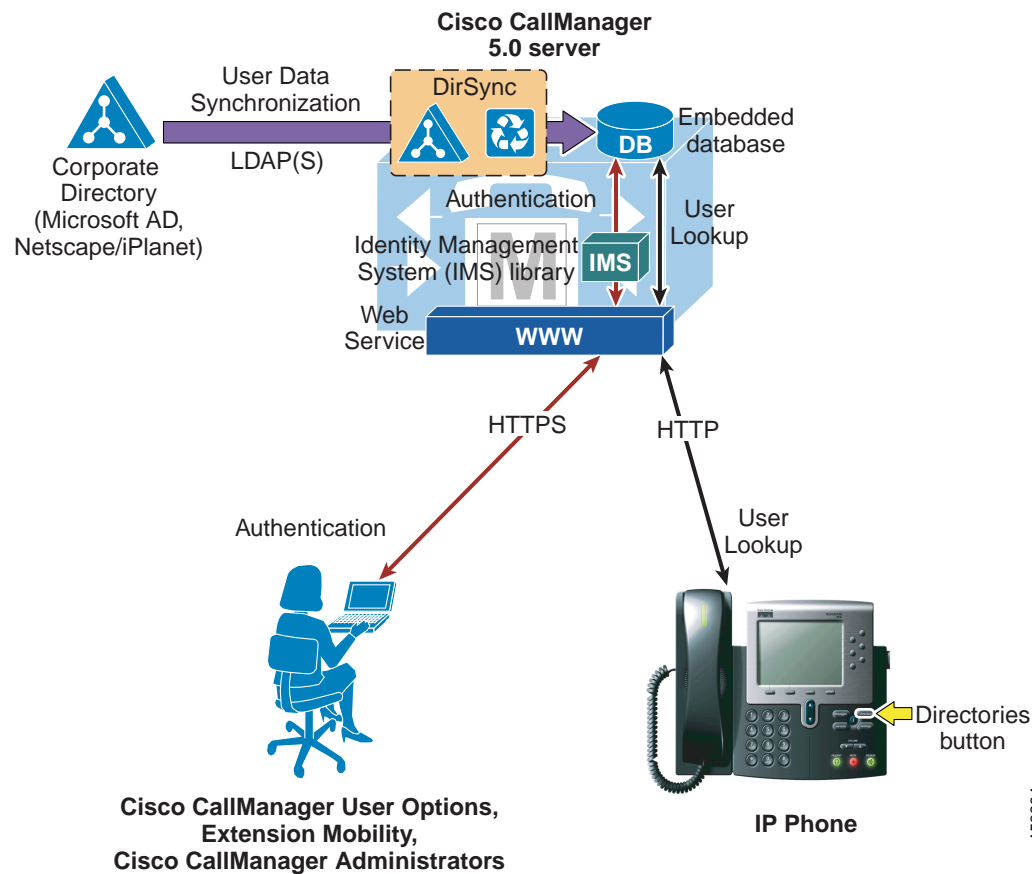 Cisco CallManager
5.0 server
User Data
Synchronization
LDAP(S)
DirSync
DB
Embedded
database
Corporate
Directory
(Microsoft AD,
Netscape/iPlanet)
Authentication
User
Lookup
Identity Management
System (IMS) library
IMS
M
Web
Service
WWW
HTTPS
HTTP
Authentication
User
Lookup
Directories
button
Cisco CallManager User Options,
Extension Mobility,
Cisco CallManager Administrators
IP Phone